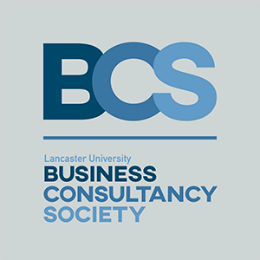 BCS
Lancaster University
BUSINESS
CONSULTANCY
SOCIETY